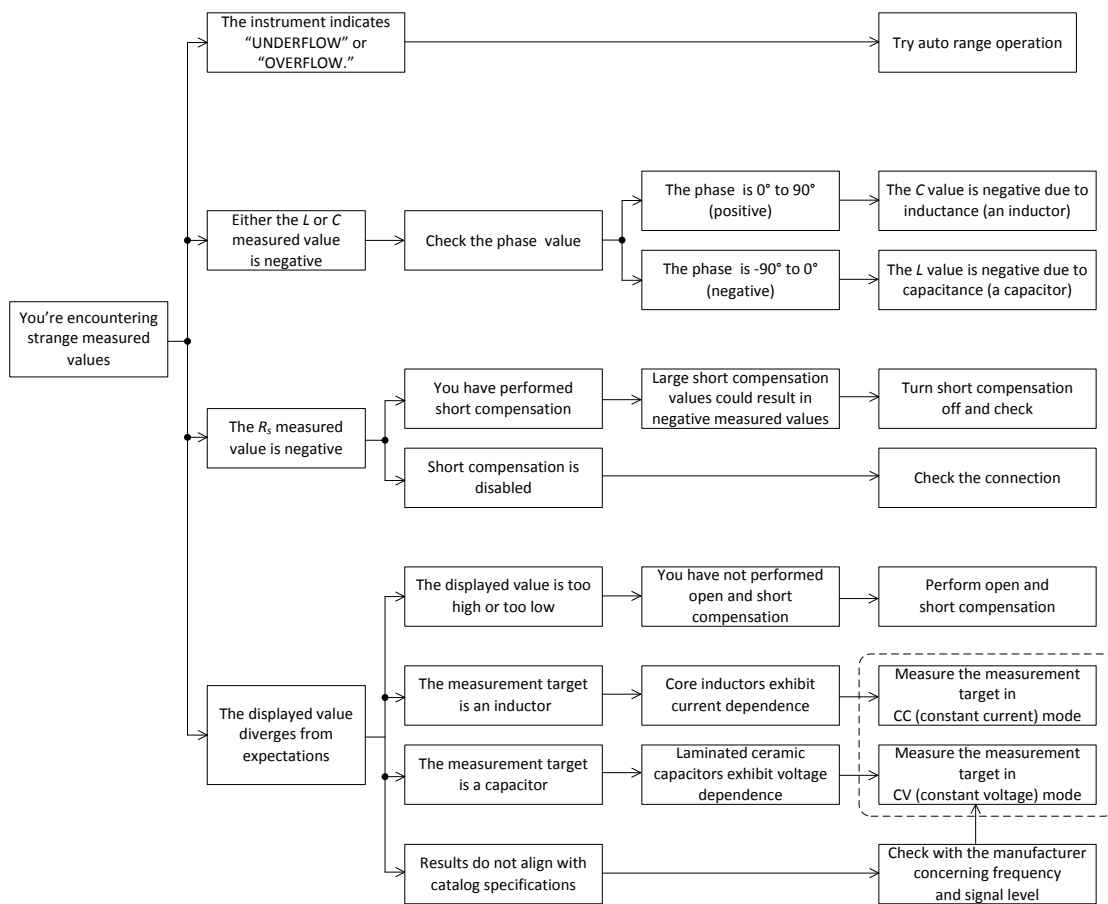 The instrument indicates
“UNDERFLOW” or
“OVERFLOW.”
Try auto range operation
Either the L or C
measured value
is negative
Check the phase value
The phase is 0° to 90°
(positive)
The C value is negative due to
inductance (an inductor)
The phase is -90° to 0°
(negative)
The L value is negative due to
capacitance (a capacitor)
You’re encountering
strange measured
values
The Rs measured
value is negative
You have performed
short compensation
Large short compensation
values could result in
negative measured values
Turn short compensation
off and check
Short compensation is
disabled
Check the connection
The displayed value
diverges from
expectations
The displayed value is too
high or too low
You have not performed
open and short
compensation
Perform open and
short compensation
The measurement target
is an inductor
Core inductors exhibit
current dependence
Measure the measurement
target in
CC (constant current) mode
The measurement target
is a capacitor
Laminated ceramic
capacitors exhibit voltage
dependence
Measure the measurement
target in
CV (constant voltage) mode
Results do not align with
catalog specifications
Check with the manufacturer
concerning frequency
and signal level